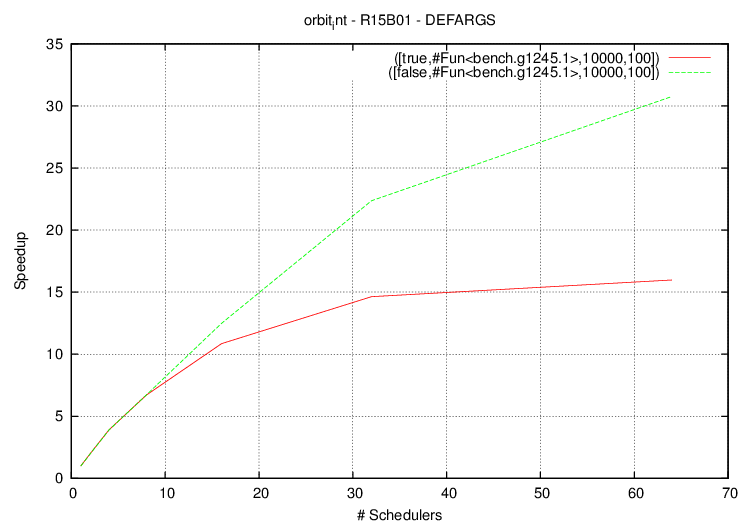 orbitint - R15B01 - DEFARGS
([true,#Fun<bench.g1245.1>,10000,100])
([false,#Fun<bench.g1245.1>,10000,100])
35
30
25
20
15
10
5
0
Speedup
0 10 20 30 40 50 60 70
# Schedulers